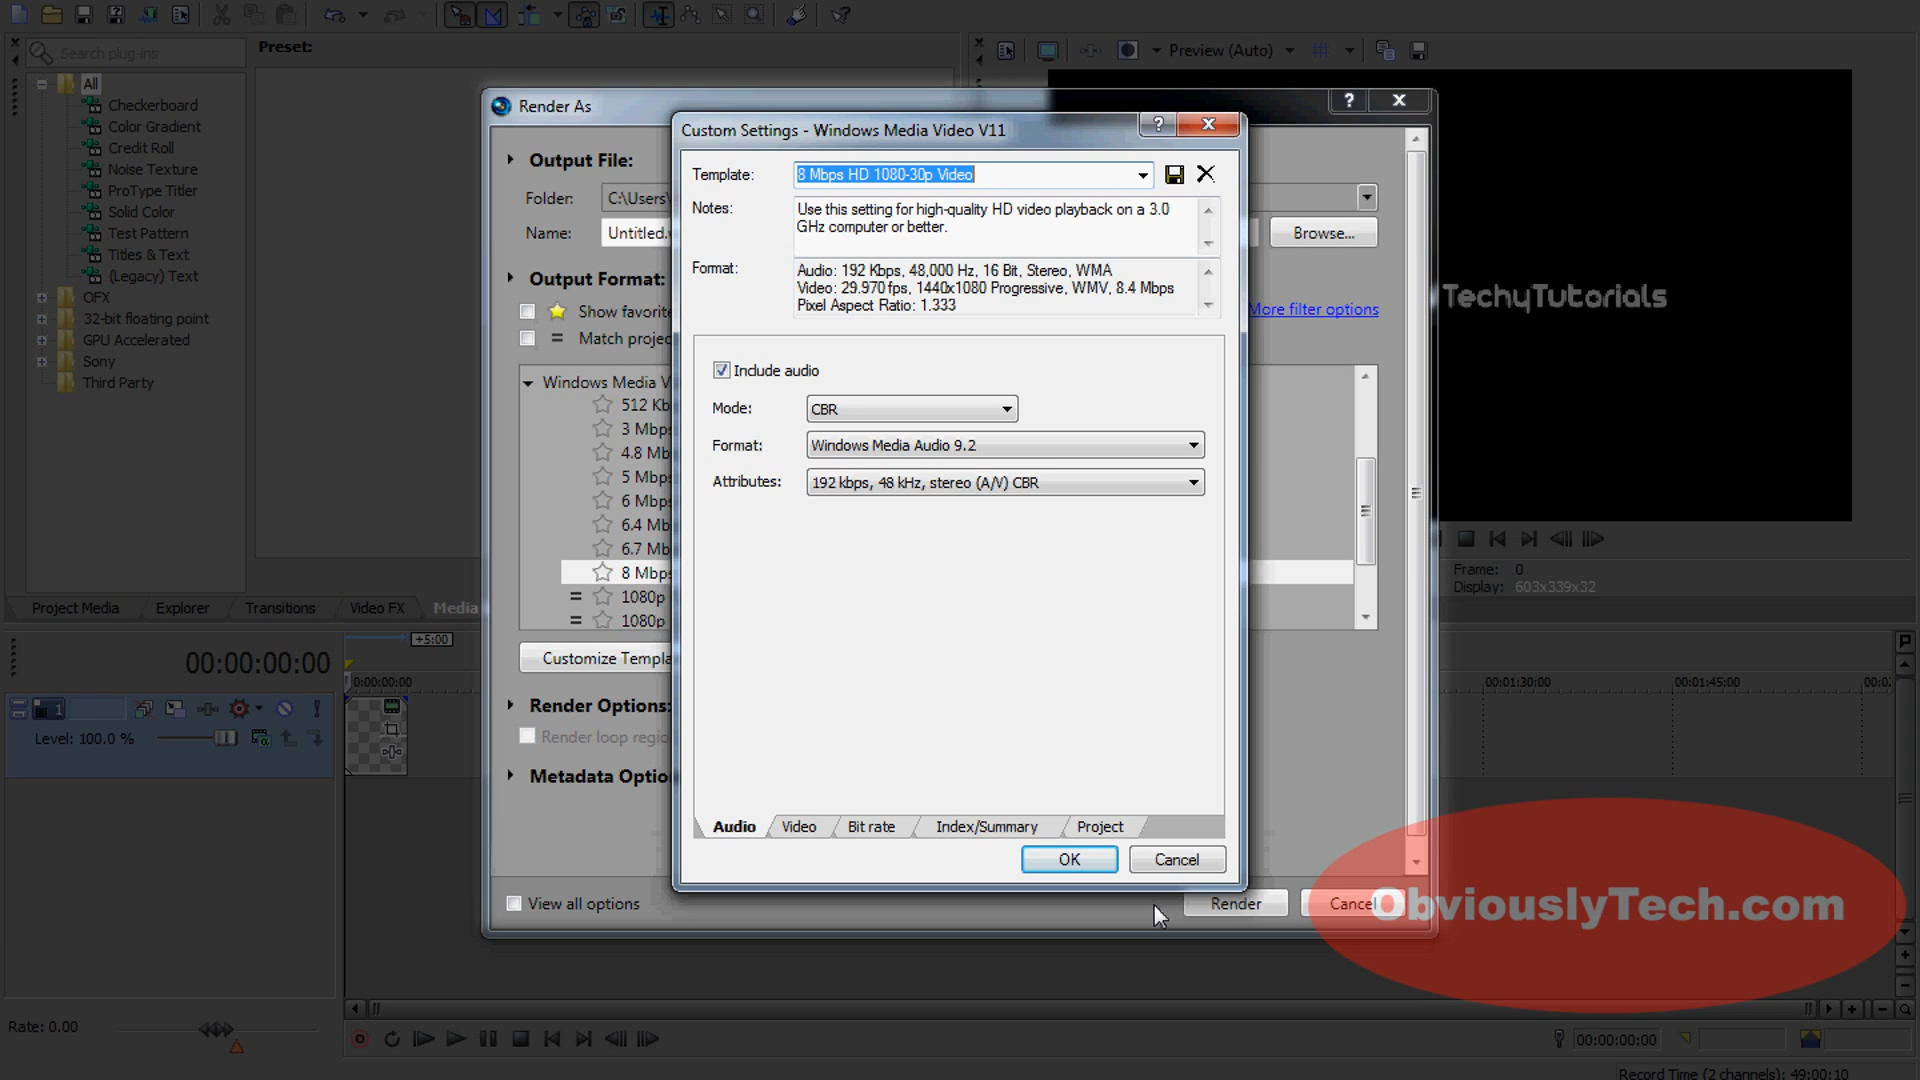 Search plug-ins
Preset:
All
Checkerboard
Color Gradient
Credit Roll
Noise Texture
ProType Titler
Solid Color
Test Pattern
Titles & Text
(Legacy) Text
OFX
32-bit floating point
GPU Accelerated
Sony
Third Party
Project Media
Explorer
Transitions
Video FX
Media
Preview (Auto)
TechyTutorials
Frame: 0
Display: 603x339x32
Render As
Output File:
Folder: C:\Users\
Name: Untitled.
Browse...
Output Format:
Show favorite
Match projec
More filter options
Windows Media V
512 Kb
3 Mbps
4.8 Mb
5 Mbps
6 Mbps
6.4 Mb
6.7 Mb
8 Mbps
1080p
1080p
Customize Templa
Render Options:
Render loop regio
Metadata Optio
View all options
Render
Cancel
Custom Settings - Windows Media Video V11
Template: 8 Mbps HD 1080-30p Video
Notes: Use this setting for high-quality HD video playback on a 3.0
GHz computer or better.
Format: Audio: 192 Kbps, 48,000 Hz, 16 Bit, Stereo, WMA
Video: 29.970 fps, 1440x1080 Progressive, WMV, 8.4 Mbps
Pixel Aspect Ratio: 1.333
Include audio
Mode: CBR
Format: Windows Media Audio 9.2
Attributes: 192 kbps, 48 kHz, stereo (A/V) CBR
Audio
Video
Bit rate
Index/Summary
Project
OK
Cancel
ObviouslyTech.com
+5:00
00:00:00:00
0:00:00:00
00:01:30:00
00:01:45:00
1
Level: 100.0 %
Rate: 0.00
00:00:00:00
Record Time (2 channels): 49:00:10